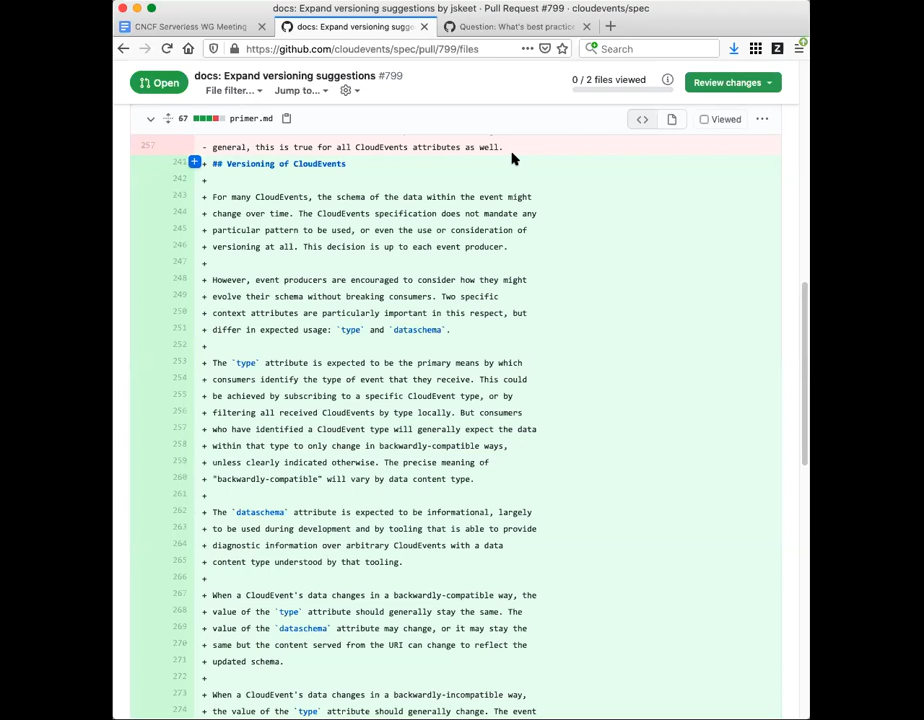 docs: Expand versioning suggestions by jskeet · Pull Request #799 · cloudevents/spec
CNCF Serverless WG Meeting
docs: Expand versioning sugge
Question: What's best practice
https://github.com/cloudevents/spec/pull/799/files
Search
Open
docs: Expand versioning suggestions #799
File filter...
Jump to...
0 / 2 files viewed
Review changes
67
primer.md
Viewed
257 - general, this is true for all CloudEvents attributes as well.
241 + ## Versioning of CloudEvents
242 +
243 + For many CloudEvents, the schema of the data within the event might
244 + change over time. The CloudEvents specification does not mandate any
245 + particular pattern to be used, or even the use or consideration of
246 + versioning at all. This decision is up to each event producer.
247 +
248 + However, event producers are encouraged to consider how they might
249 + evolve their schema without breaking consumers. Two specific
250 + context attributes are particularly important in this respect, but
251 + differ in expected usage: `type` and `dataschema`.
252 +
253 + The `type` attribute is expected to be the primary means by which
254 + consumers identify the type of event that they receive. This could
255 + be achieved by subscribing to a specific CloudEvent type, or by
256 + filtering all received CloudEvents by type locally. But consumers
257 + who have identified a CloudEvent type will generally expect the data
258 + within that type to only change in backwardly-compatible ways,
259 + unless clearly indicated otherwise. The precise meaning of
260 + "backwardly-compatible" will vary by data content type.
261 +
262 + The `dataschema` attribute is expected to be informational, largely
263 + to be used during development and by tooling that is able to provide
264 + diagnostic information over arbitrary CloudEvents with a data
265 + content type understood by that tooling.
266 +
267 + When a CloudEvent's data changes in a backwardly-compatible way, the
268 + value of the `type` attribute should generally stay the same. The
269 + value of the `dataschema` attribute may change, or it may stay the
270 + same but the content served from the URI can change to reflect the
271 + updated schema.
272 +
273 + When a CloudEvent's data changes in a backwardly-incompatible way,
274 + the value of the `type` attribute should generally change. The event